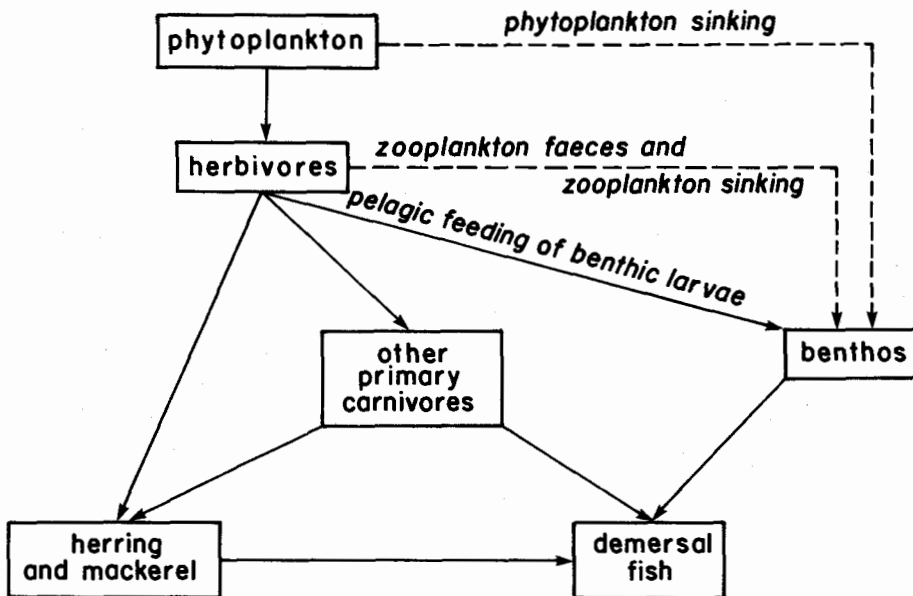 phytoplankton
phytoplankton sinking
herbivores
zooplankton faeces and
zooplankton sinking
pelagic feeding of benthic larvae
other
primary
carnivores
benthos
herring
and mackerel
demersal
fish